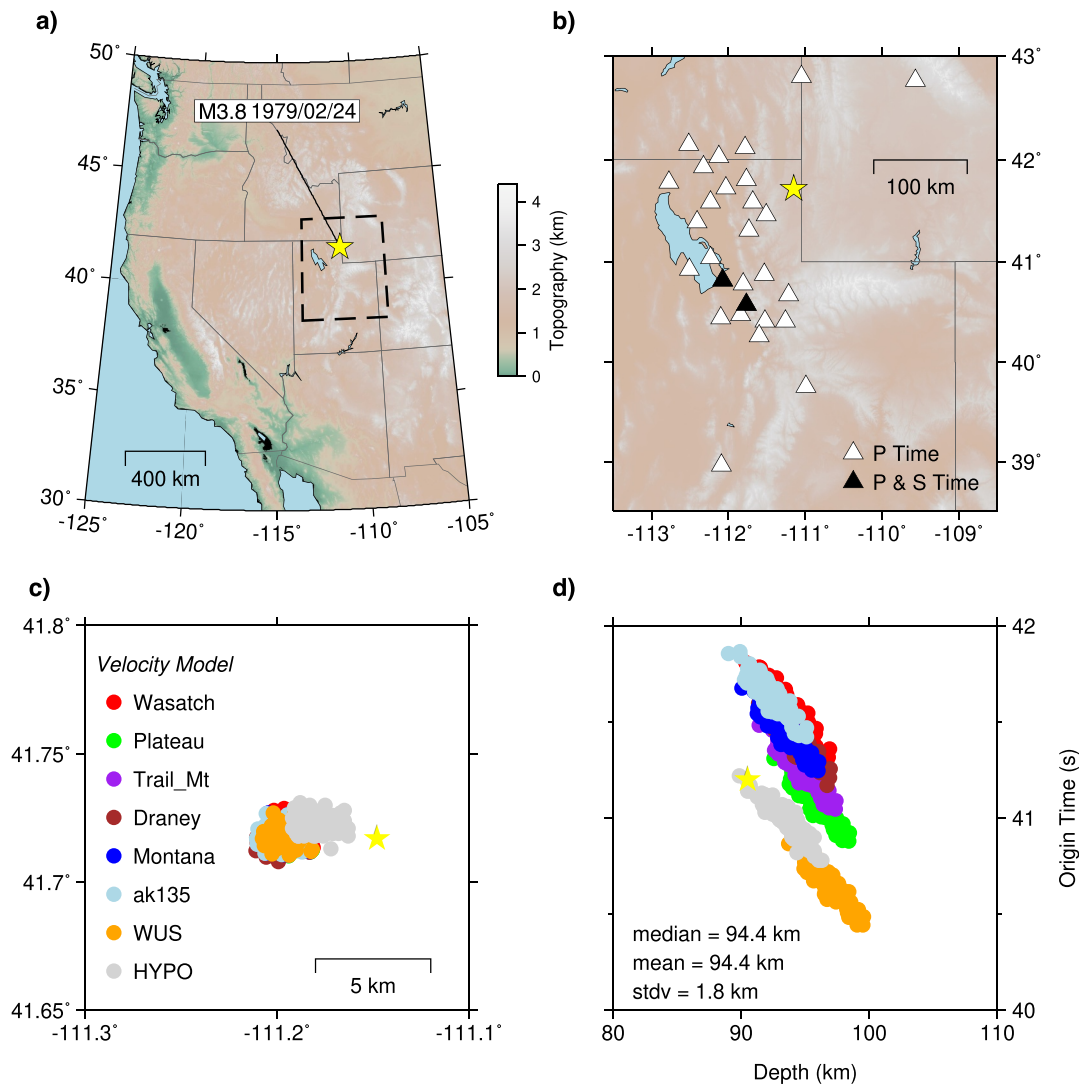 a)
50˚
45˚
40˚
35˚
30˚
-125˚
-120˚
-115˚
-110˚
-105˚
M3.8 1979/02/24
400 km
4
3
2
1
0
Topography (km)
b)
43˚
42˚
41˚
40˚
39˚
-113˚
-112˚
-111˚
-110˚
-109˚
100 km
P Time
P & S Time
c)
41.8˚
41.75˚
41.7˚
41.65˚
-111.3˚
-111.2˚
-111.1˚
Velocity Model
Wasatch
Plateau
Trail_Mt
Draney
Montana
ak135
WUS
HYPO
5 km
d)
42
41
40
Origin Time (s)
median = 94.4 km
mean = 94.4 km
stdv = 1.8 km
80
90
100
110
Depth (km)